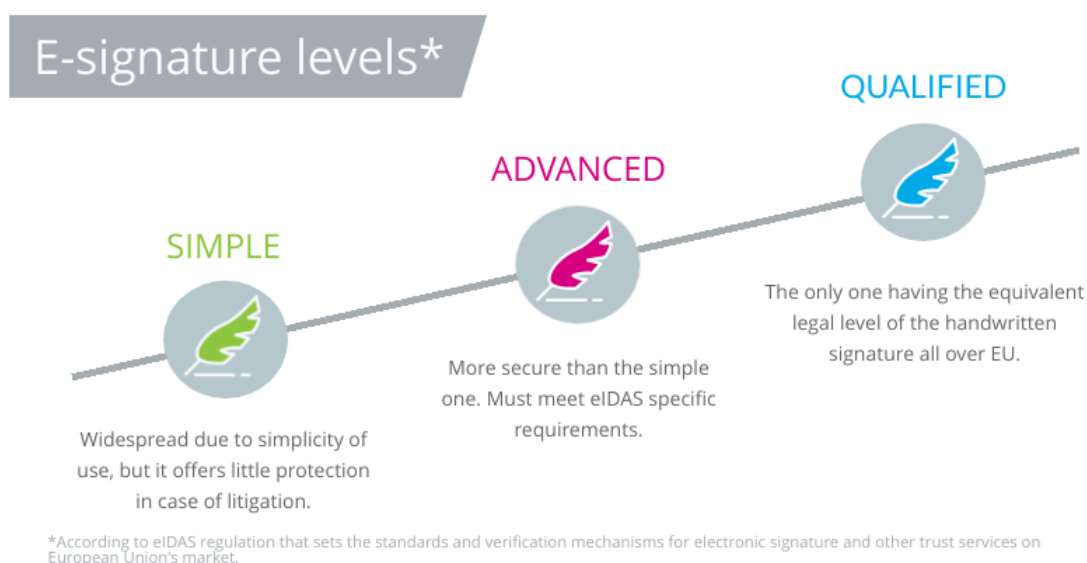 E-signature levels*
QUALIFIED
ADVANCED
SIMPLE
The only one having the equivalent
legal level of the handwritten
signature all over EU.
More secure than the simple
one. Must meet eIDAS specific
requirements.
Widespread due to simplicity of
use, but it offers little protection
in case of litigation.
*According to eIDAS regulation that sets the standards and verification mechanisms for electronic signature and other trust services on
European Union's market.